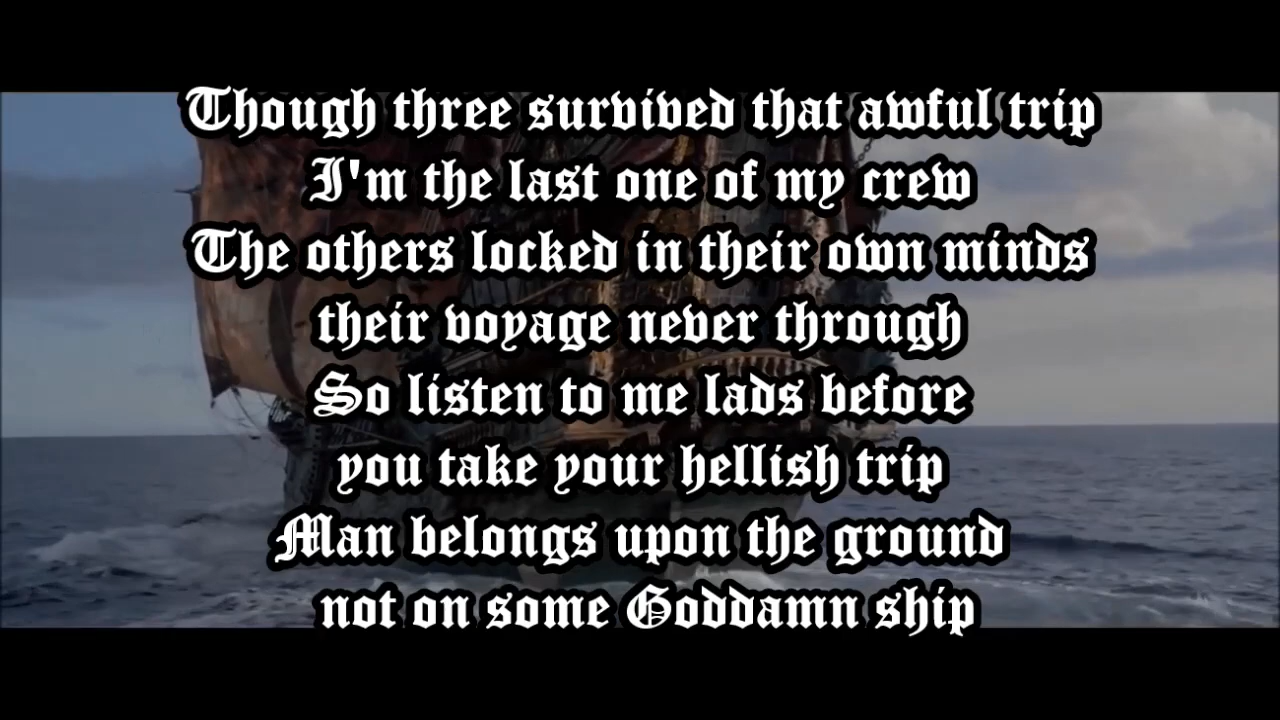 Though three survived that awful trip
I'm the last one of my crew
The others locked in their own minds
their voyage never through
So listen to me lads before
you take your hellish trip
Man belongs upon the ground
not on some Goddamn ship